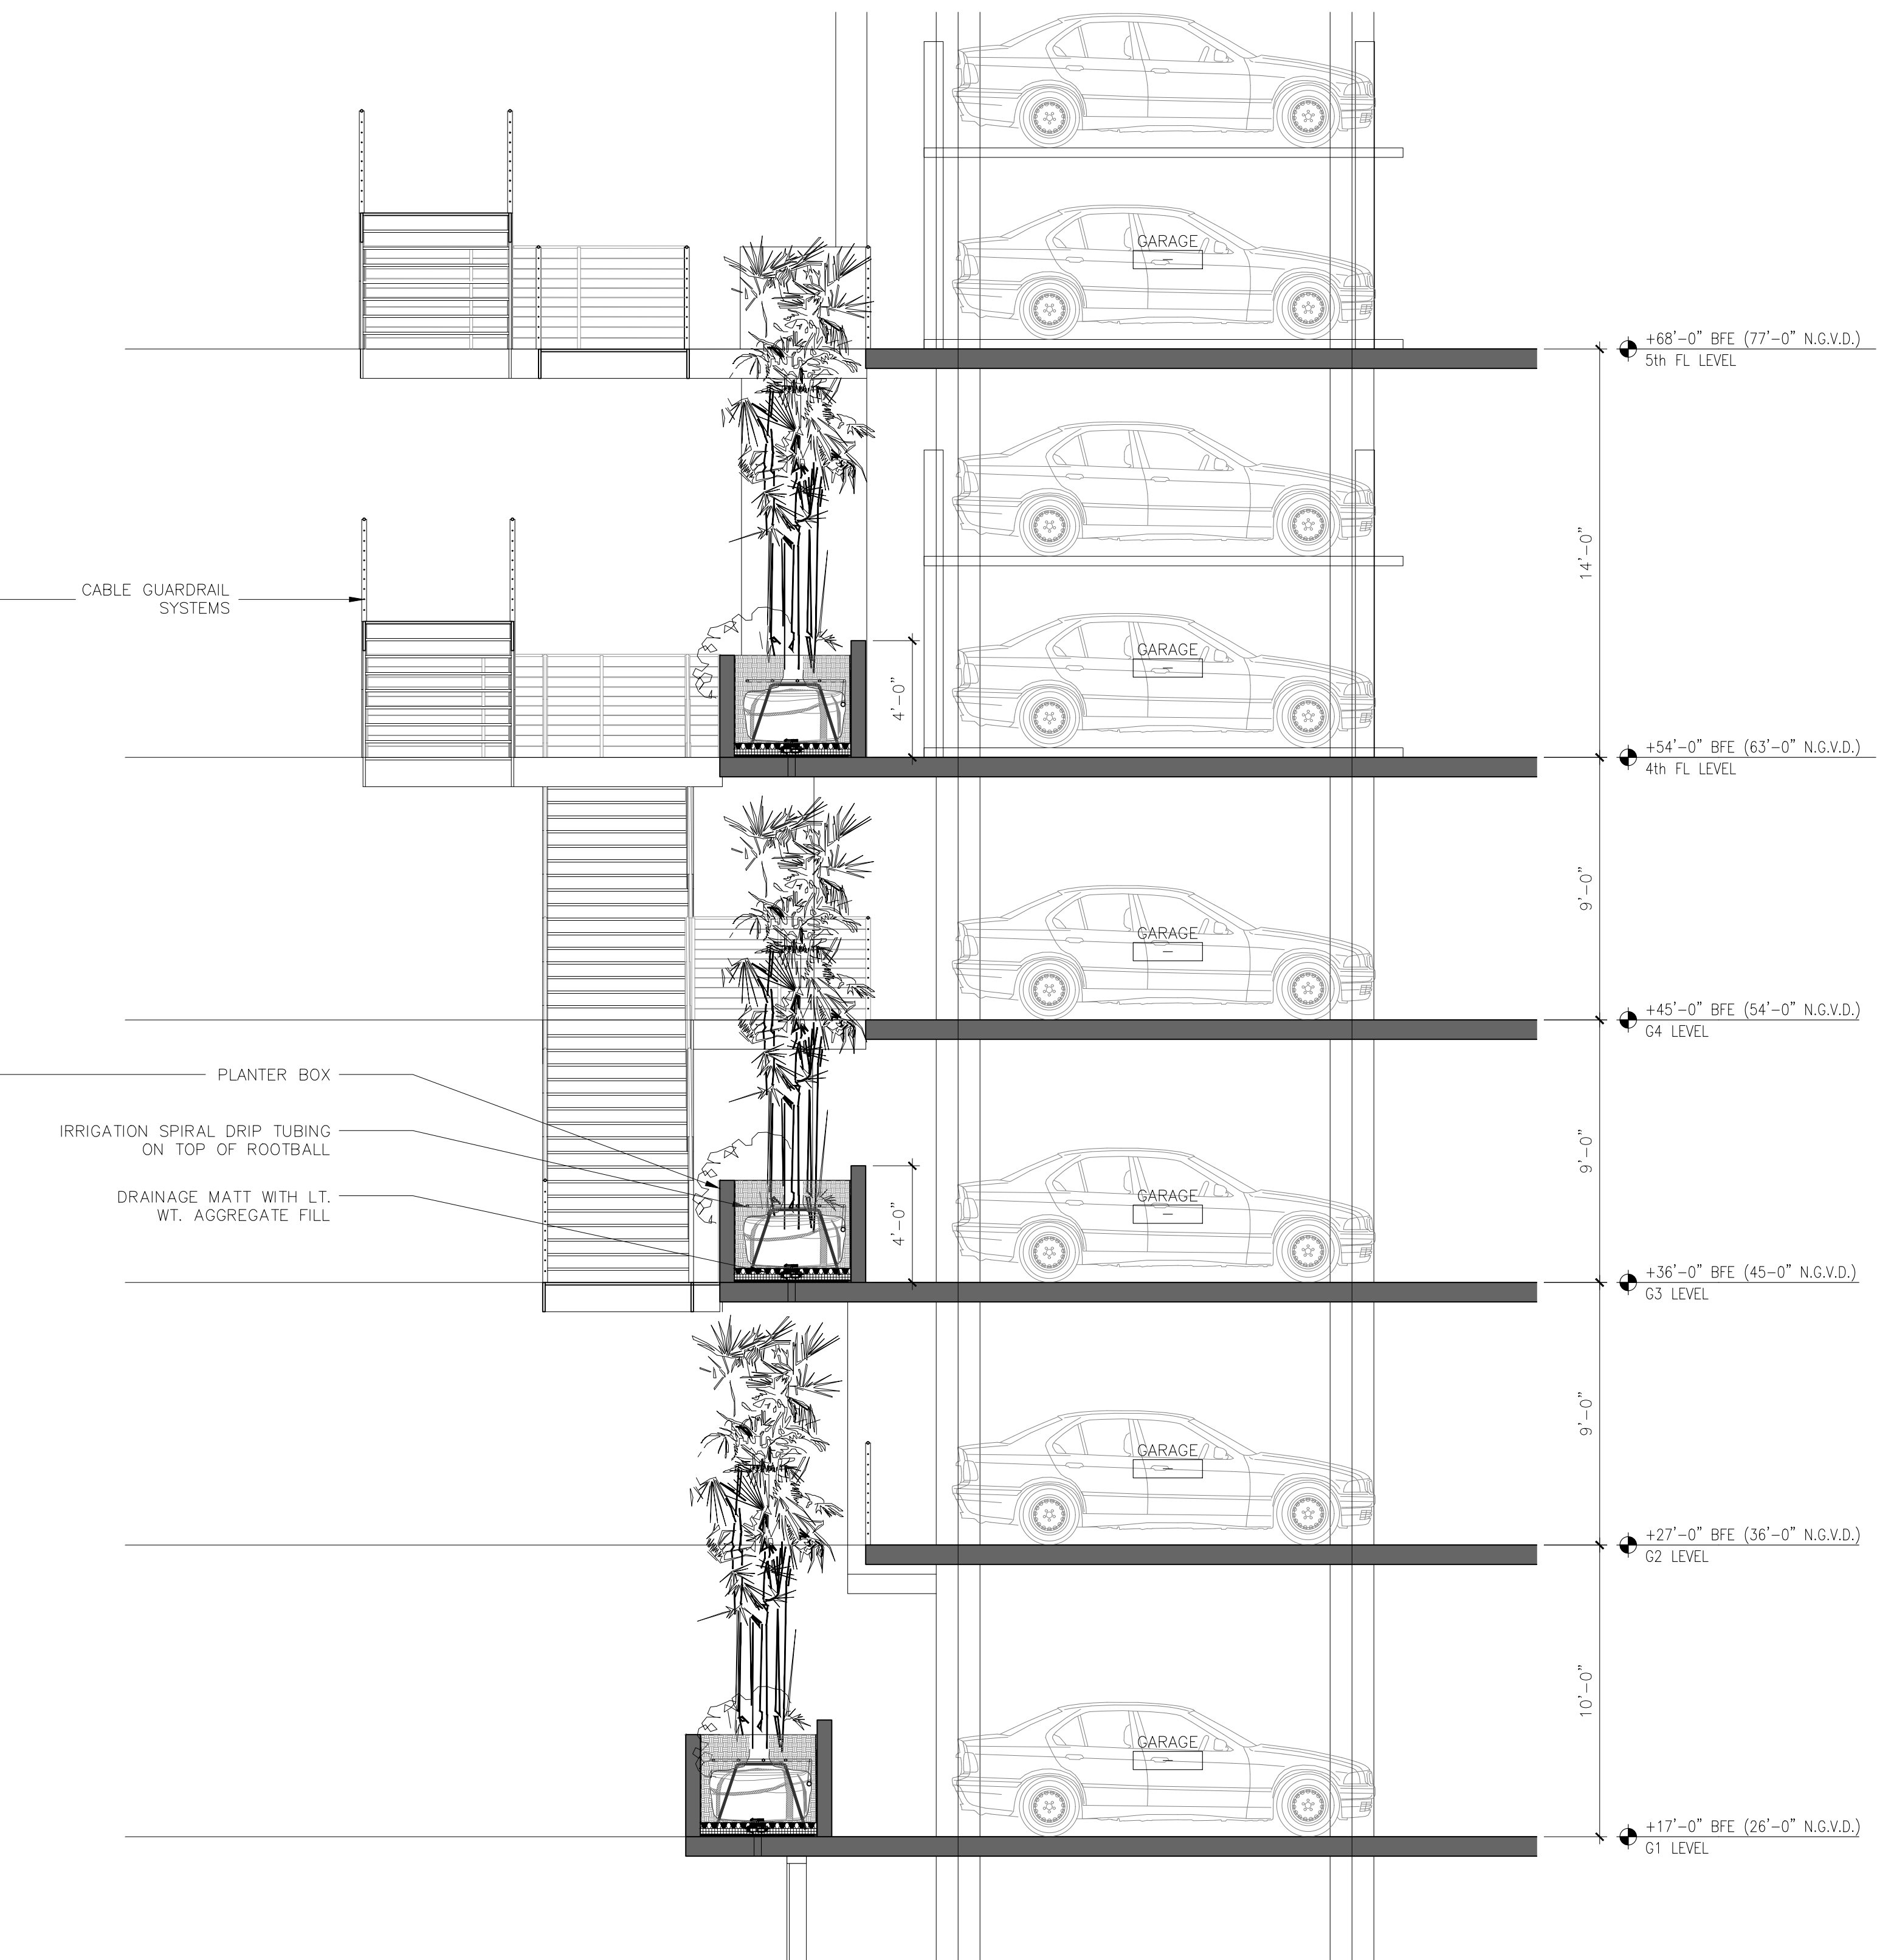 GARAGE
+68'-0" BFE (77'-0" N.G.V.D.)
5th FL LEVEL
14'-0"
CABLE GUARDRAIL
SYSTEMS
GARAGE
4'-0"
+54'-0" BFE (63'-0" N.G.V.D.)
4th FL LEVEL
9'-0"
GARAGE
+45'-0" BFE (54'-0" N.G.V.D.)
G4 LEVEL
PLANTER BOX
IRRIGATION SPIRAL DRIP TUBING
ON TOP OF ROOTBALL
DRAINAGE MATT WITH LT.
WT. AGGREGATE FILL
9'-0"
GARAGE
4'-0"
+36'-0" BFE (45-0" N.G.V.D.)
G3 LEVEL
9'-0"
GARAGE
+27'-0" BFE (36'-0" N.G.V.D.)
G2 LEVEL
10'-0"
GARAGE
+17'-0" BFE (26'-0" N.G.V.D.)
G1 LEVEL